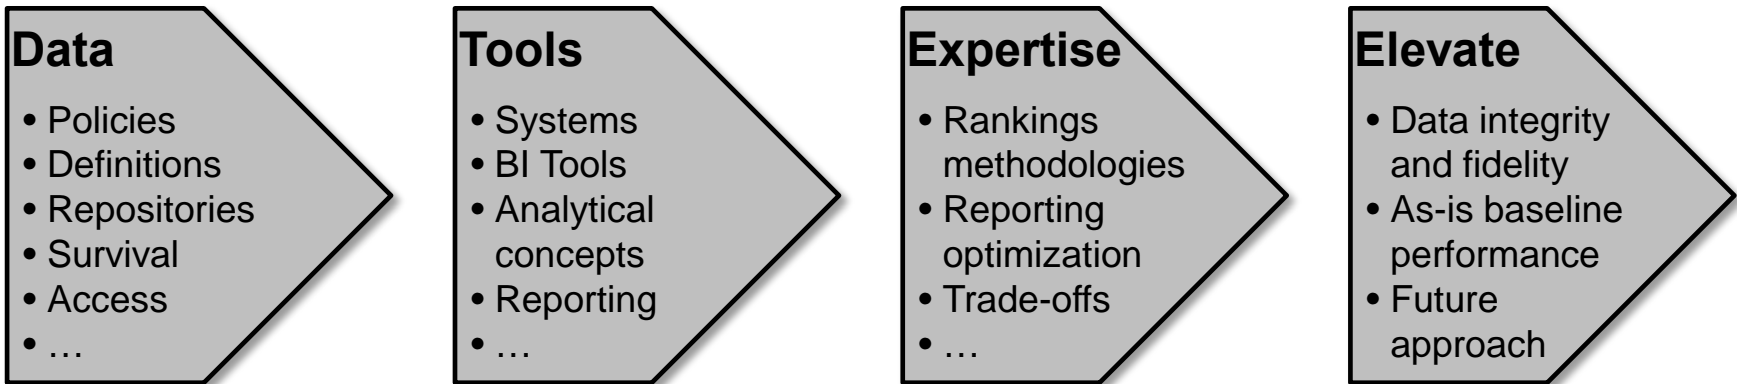 Data
• Policies
• Definitions
• Repositories
• Survival
• Access
• …
Tools
• Systems
• BI Tools
• Analytical
concepts
• Reporting
• …
Expertise
• Rankings
methodologies
• Reporting
optimization
• Trade-offs
• …
Elevate
• Data integrity
and fidelity
• As-is baseline
performance
• Future
approach